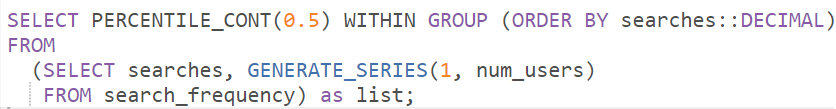 SELECT PERCENTILE_CONT(0.5) WITHIN GROUP (ORDER BY searches::DECIMAL)
FROM
(SELECT searches, GENERATE_SERIES(1, num_users)
FROM search_frequency) as list;